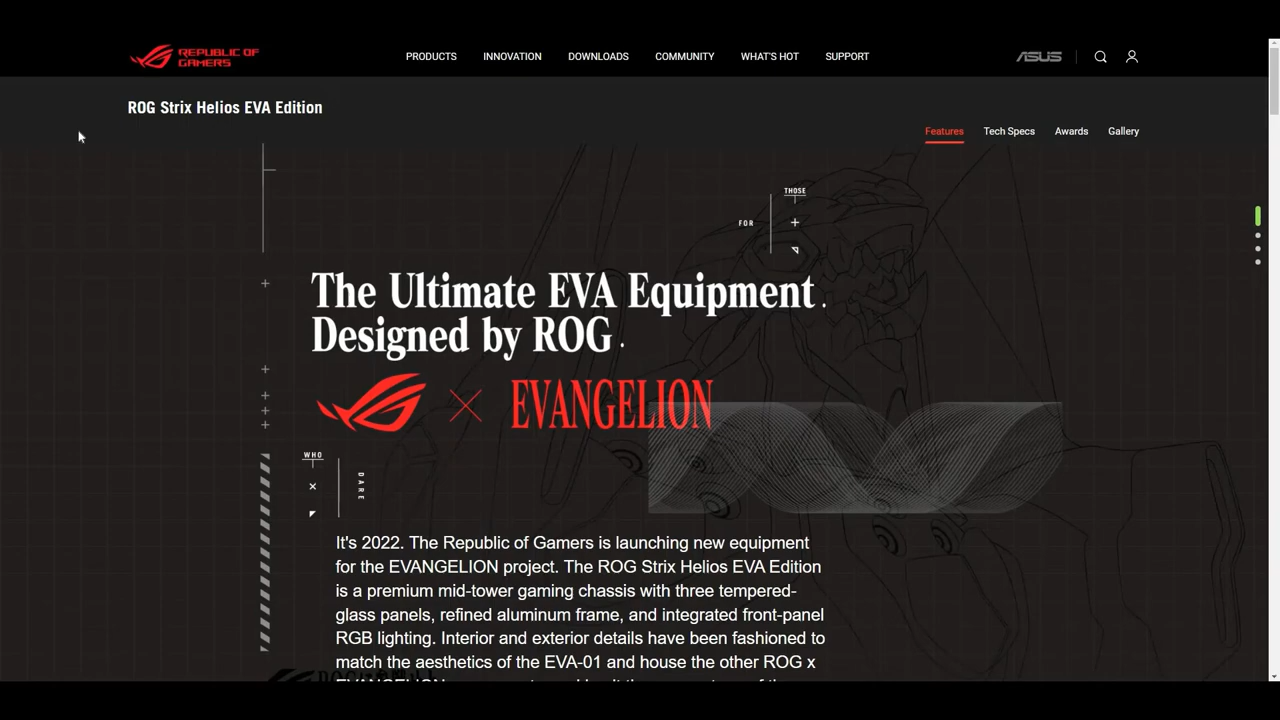 REPUBLIC OF
GAMERS
PRODUCTS INNOVATION DOWNLOADS COMMUNITY WHAT'S HOT SUPPORT
ASUS
ROG Strix Helios EVA Edition
Features Tech Specs Awards Gallery
THOSE
FOR
The Ultimate EVA Equipment.
Designed by ROG.
EVANGELION
WHO
DARE
It's 2022. The Republic of Gamers is launching new equipment
for the EVANGELION project. The ROG Strix Helios EVA Edition
is a premium mid-tower gaming chassis with three tempered-
glass panels, refined aluminum frame, and integrated front-panel
RGB lighting. Interior and exterior details have been fashioned to
match the aesthetics of the EVA-01 and house the other ROG x